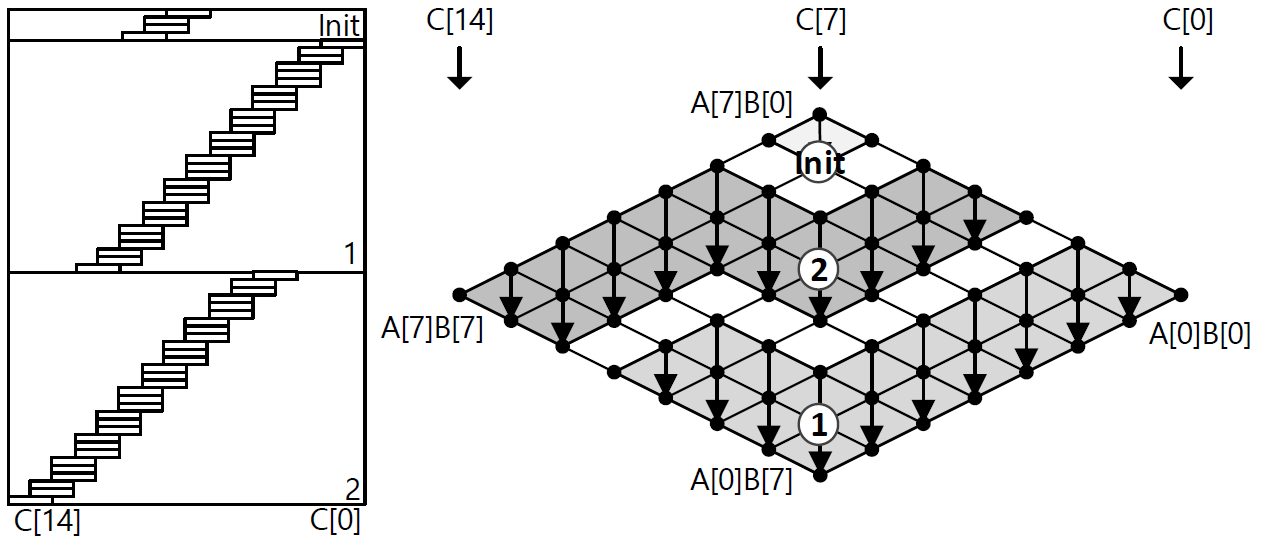 Init
1
2
C[14] C[0]
C[14] C[7] C[0]
A[7]B[0]
Init
2
A[7]B[7] A[0]B[0]
1
A[0]B[7]